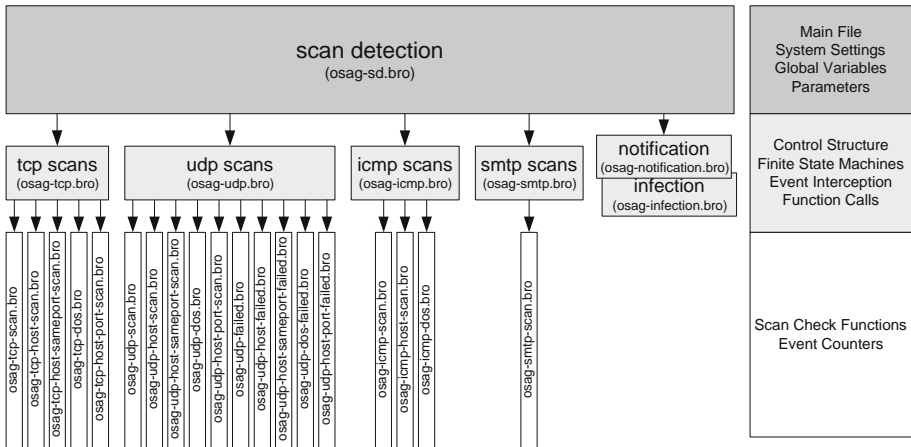 scan detection
(osag-sd.bro)
Main File
System Settings
Global Variables
Parameters
tcp scans
(osag-tcp.bro)
udp scans
(osag-udp.bro)
icmp scans
(osag-icmp.bro)
smtp scans
(osag-smtp.bro)
notification
(osag-notification.bro)
infection
(osag-infection.bro)
Control Structure
Finite State Machines
Event Interception
Function Calls
osag-tcp-scan.bro
osag-tcp-host-scan.bro
osag-tcp-host-sameport-scan.bro
osag-tcp-dos.bro
osag-tcp-host-port-scan.bro
osag-udp-scan.bro
osag-udp-host-scan.bro
osag-udp-host-sameport-scan.bro
osag-udp-dos.bro
osag-udp-host-port-scan.bro
osag-udp-failed.bro
osag-udp-host-failed.bro
osag-udp-host-sameport-failed.bro
osag-udp-dos-failed.bro
osag-udp-host-port-failed.bro
osag-icmp-scan.bro
osag-icmp-host-scan.bro
osag-icmp-dos.bro
osag-smtp-scan.bro
Scan Check Functions
Event Counters